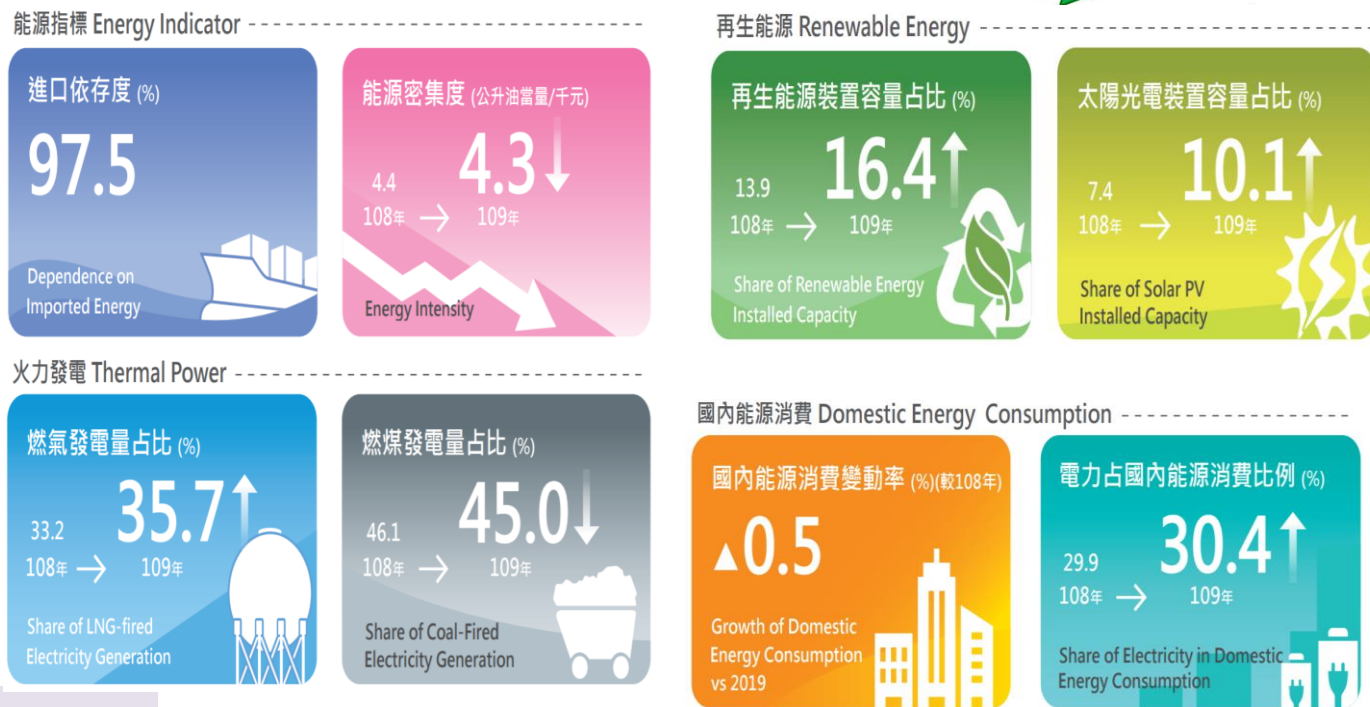 能源指標 Energy Indicator
進口依存度 (%)
97.5
Dependence on
Imported Energy
能源密集度 (公升油當量/千元)
4.4
4.3
108年 → 109年
Energy Intensity
再生能源 Renewable Energy
再生能源裝置容量占比 (%)
13.9
16.4
108年 → 109年
Share of Renewable Energy
Installed Capacity
太陽光電裝置容量占比 (%)
7.4
10.1
108年 → 109年
Share of Solar PV
Installed Capacity
火力發電 Thermal Power
燃氣發電量占比 (%)
33.2
35.7
108年 → 109年
Share of LNG-fired
Electricity Generation
燃煤發電量占比 (%)
46.1
45.0
108年 → 109年
Share of Coal-Fired
Electricity Generation
國內能源消費 Domestic Energy Consumption
國內能源消費變動率 (%)(較108年)
▲0.5
Growth of Domestic
Energy Consumption
vs 2019
電力占國內能源消費比例 (%)
29.9
30.4
108年 → 109年
Share of Electricity in Domestic
Energy Consumption